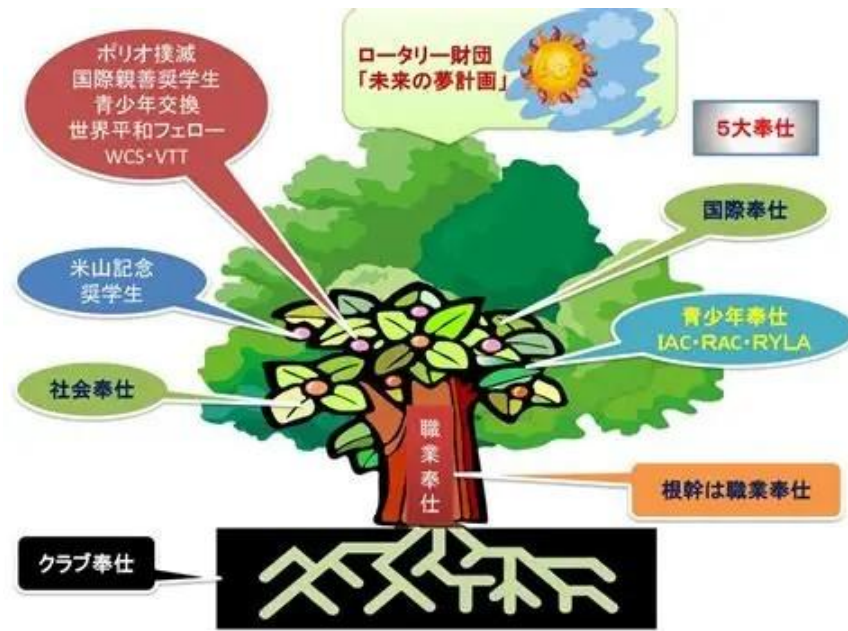 ポリオ撲滅
国際親善奨学生
青少年交換
世界平和フェロー
WCS・VTT
ロータリー財団
「未来の夢計画」
5大奉仕
国際奉仕
米山記念
奨学生
青少年奉仕
IAC・RAC・RYLA
社会奉仕
職業奉仕
根幹は職業奉仕
クラブ奉仕